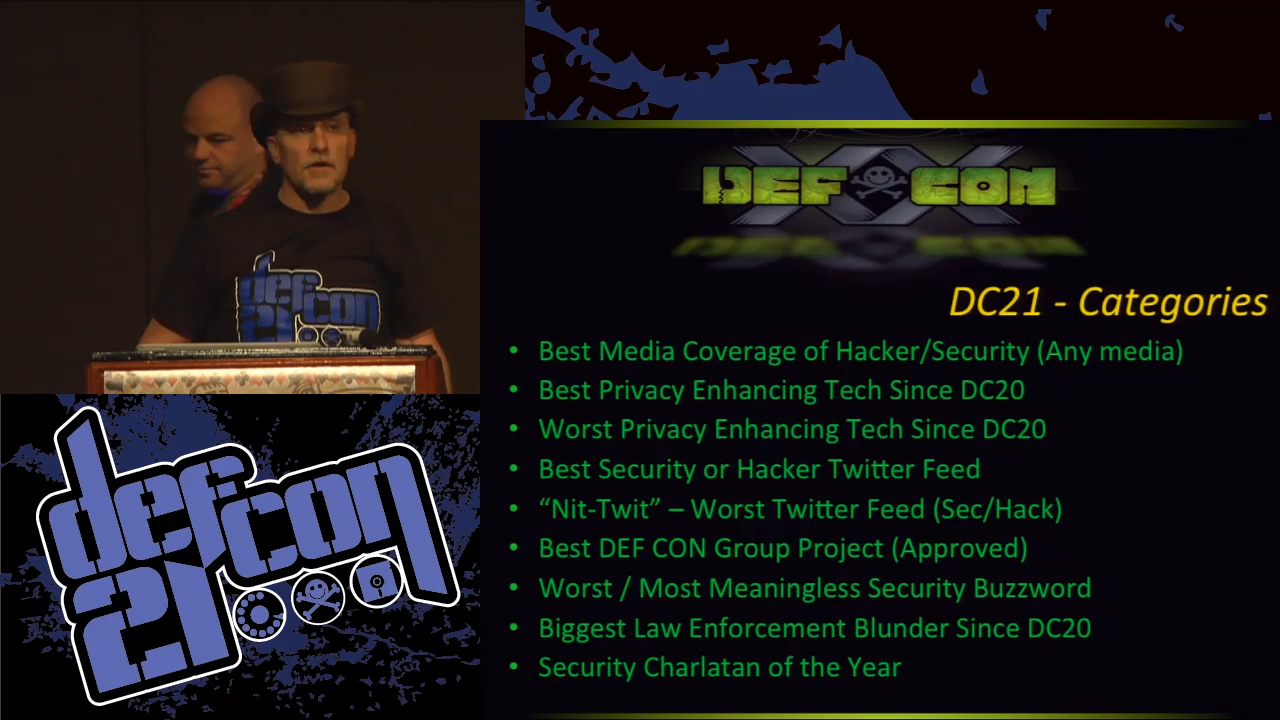 DEF CON
DC21 - Categories
• Best Media Coverage of Hacker/Security (Any media)
• Best Privacy Enhancing Tech Since DC20
• Worst Privacy Enhancing Tech Since DC20
• Best Security or Hacker Twitter Feed
• “Nit-Twit” – Worst Twitter Feed (Sec/Hack)
• Best DEF CON Group Project (Approved)
• Worst / Most Meaningless Security Buzzword
• Biggest Law Enforcement Blunder Since DC20
• Security Charlatan of the Year
defcon
21
defcon
21